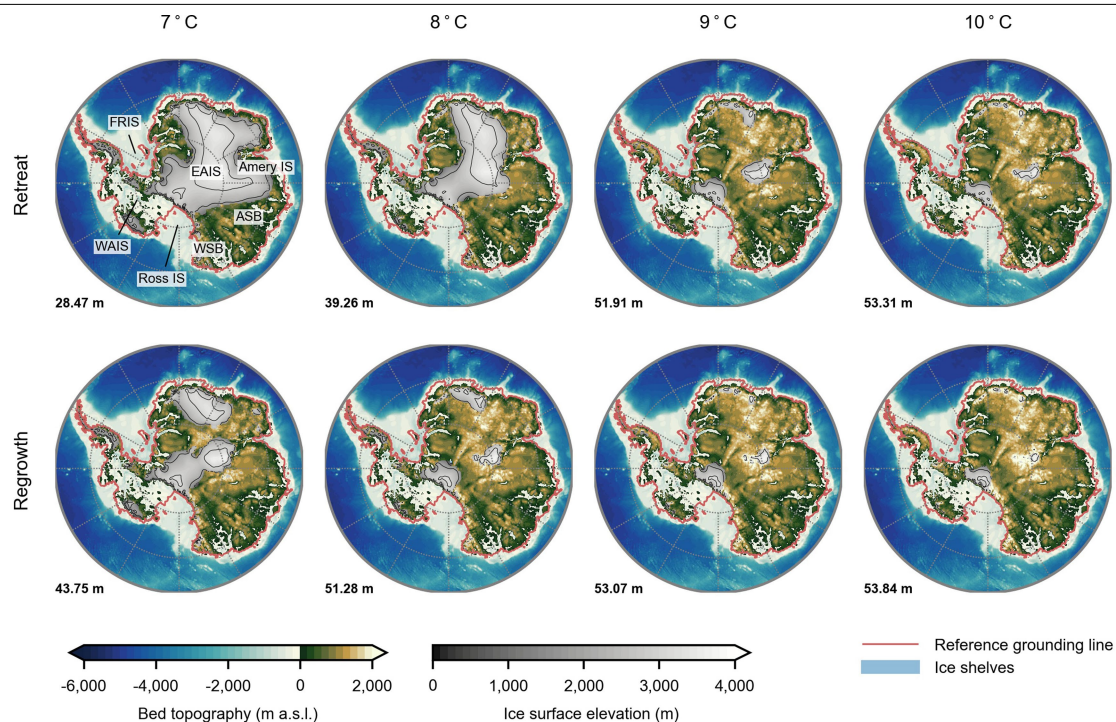 7 °C 8 °C 9 °C 10 °C
Retreat
FRIS
EAIS
Amery IS
ASB
WAIS
WSB
Ross IS
28.47 m 39.26 m 51.91 m 53.31 m
Regrowth
43.75 m 51.28 m 53.07 m 53.84 m
-6,000 -4,000 -2,000 0 2,000
Bed topography (m a.s.l.)
0 1,000 2,000 3,000 4,000
Ice surface elevation (m)
Reference grounding line
Ice shelves